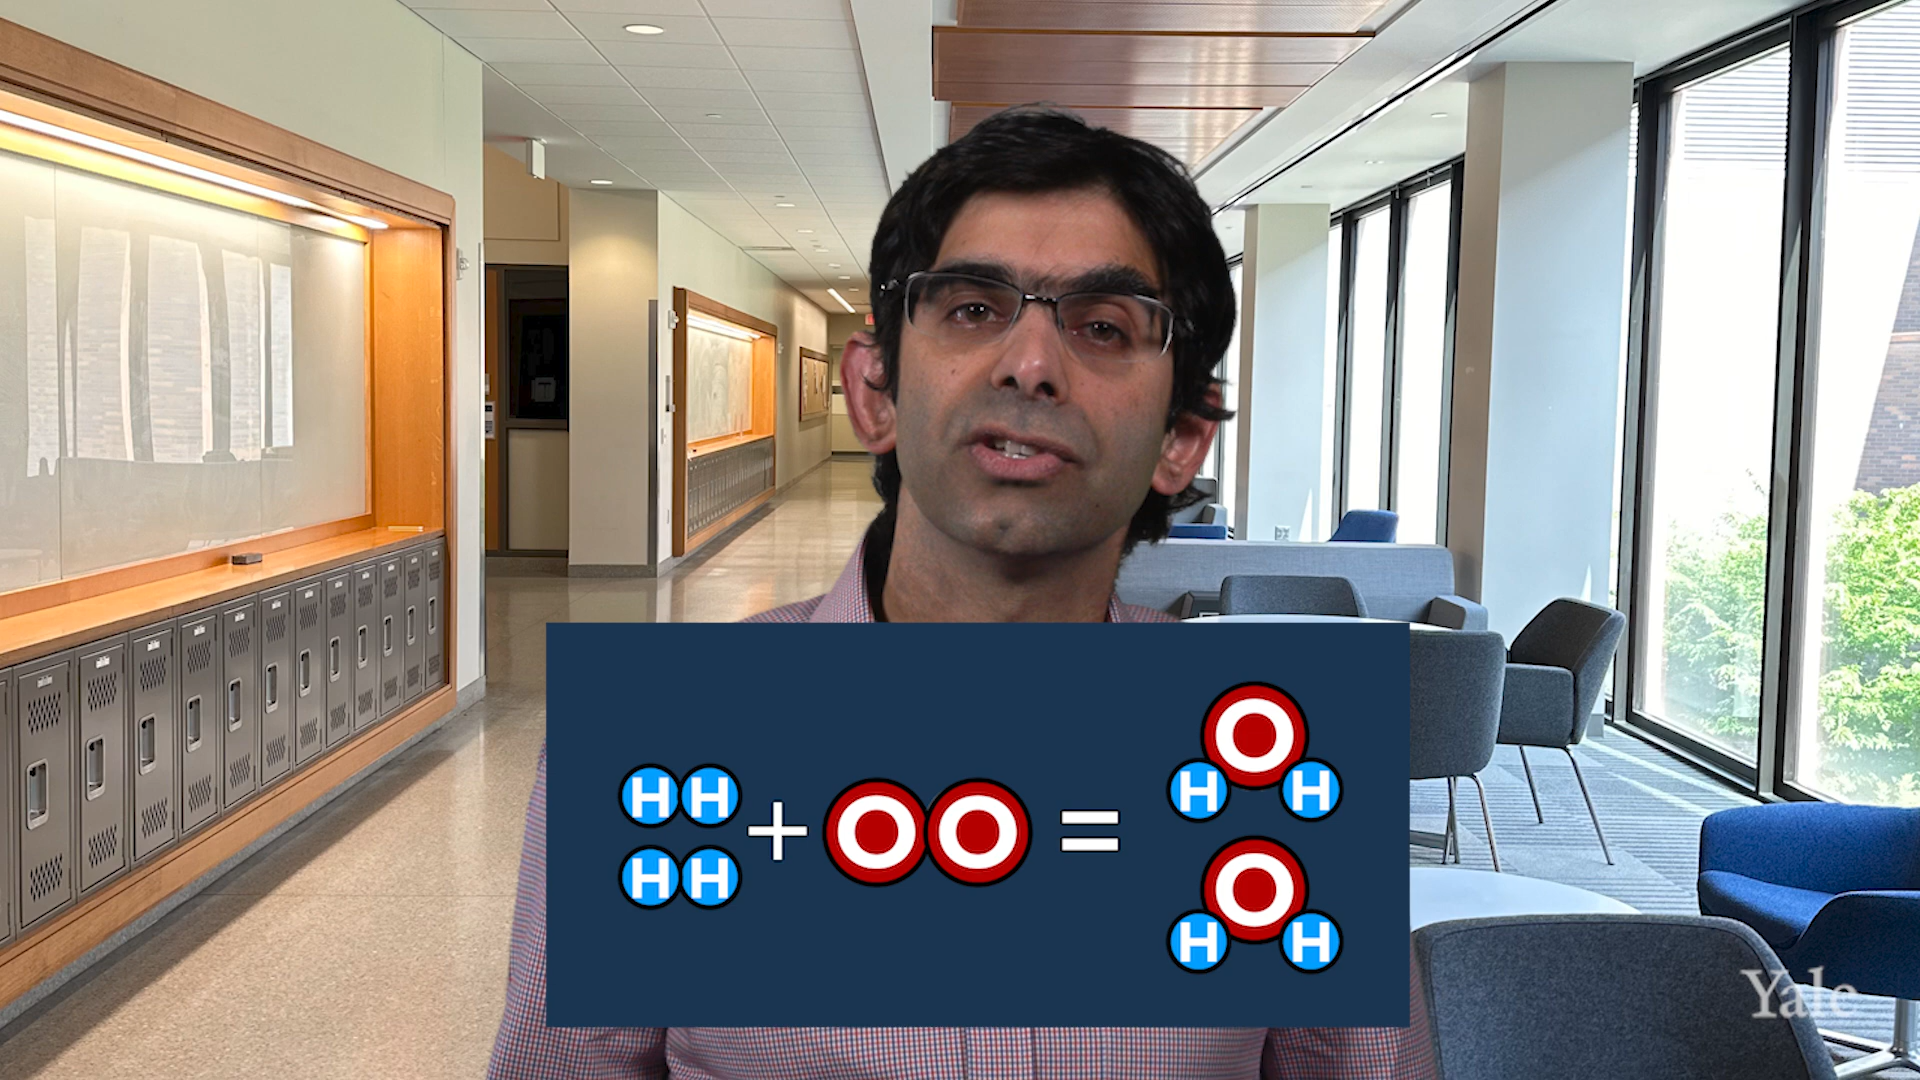 HH + OO = O
HH
H H
O
H H
Yale